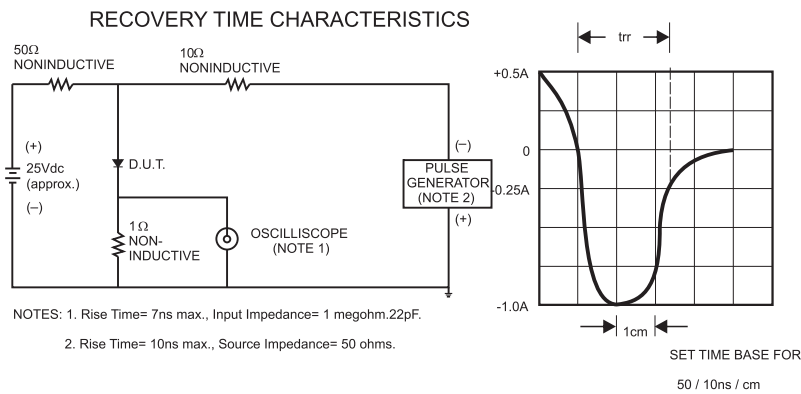 RECOVERY TIME CHARACTERISTICS
50Ω
NONINDUCTIVE
10Ω
NONINDUCTIVE
(+)
25Vdc
(approx.)
(–)
D.U.T.
1Ω
NON-
INDUCTIVE
OSCILLISCOPE
(NOTE 1)
(–)
PULSE
GENERATOR
(NOTE 2)
(+)
trr
+0.5A
0
-0.25A
-1.0A
1cm
SET TIME BASE FOR
50 / 10ns / cm
NOTES: 1. Rise Time= 7ns max., Input Impedance= 1 megohm.22pF.
2. Rise Time= 10ns max., Source Impedance= 50 ohms.